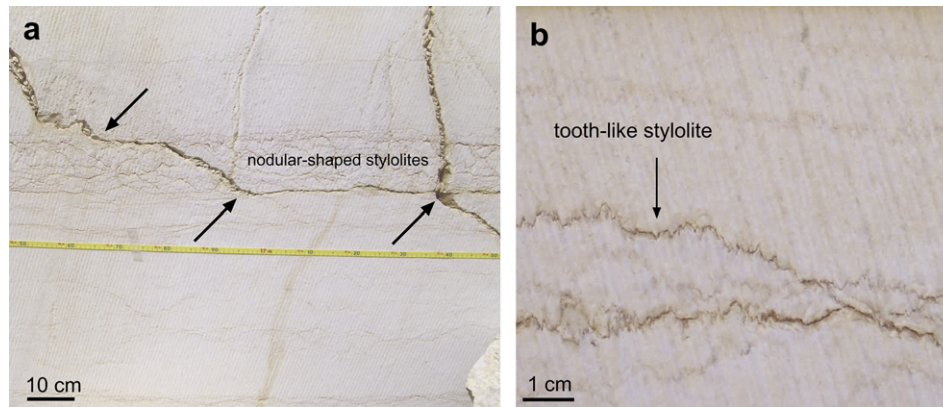 a
nodular-shaped stylolites
10 cm
b
tooth-like stylolite
1 cm